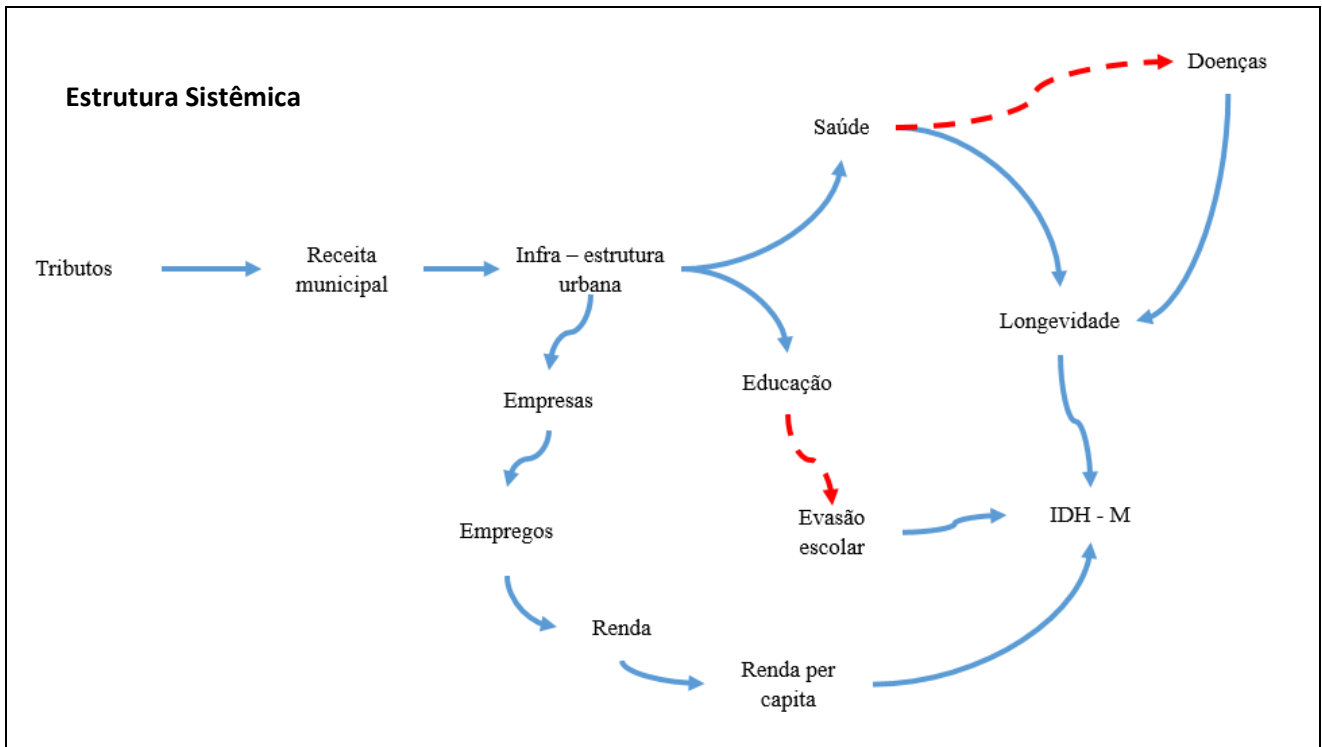 Estrutura Sistêmica
Doenças
Saúde
Tributos
Receita
municipal
Infra – estrutura
urbana
Longevidade
Educação
Empresas
Evasão
escolar
IDH - M
Empregos
Renda
Renda per
capita